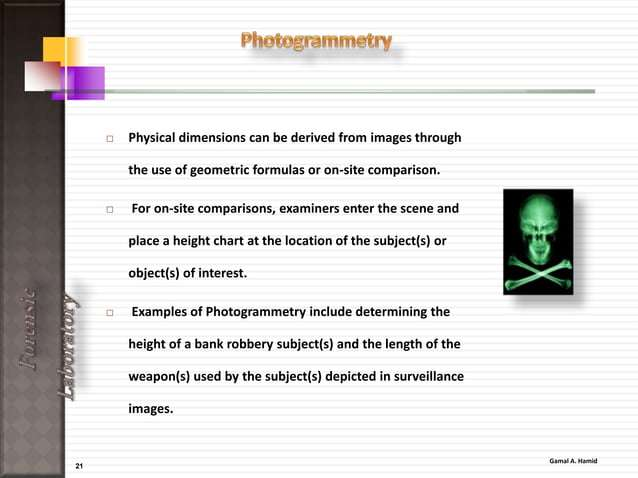 Photogrammetry
Physical dimensions can be derived from images through
the use of geometric formulas or on-site comparison.
For on-site comparisons, examiners enter the scene and
place a height chart at the location of the subject(s) or
object(s) of interest.
Examples of Photogrammetry include determining the
height of a bank robbery subject(s) and the length of the
weapon(s) used by the subject(s) depicted in surveillance
images.
Forensic
Laboratory
21
Gamal A. Hamid